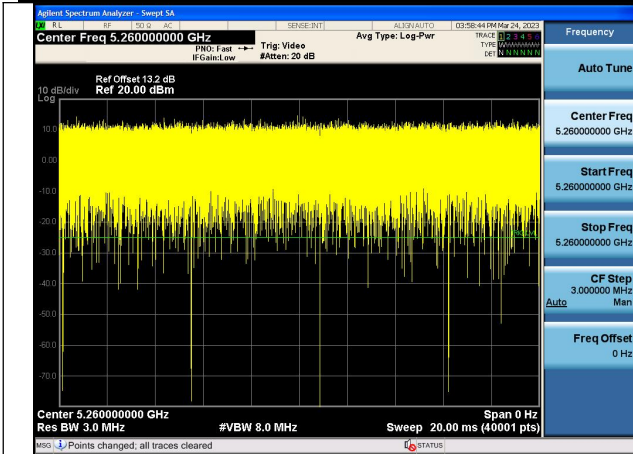 Agilent Spectrum Analyzer - Swept SA
RL RF 50 Ω AC SENSE:INT ALIGN AUTO 03:58:44 PM Mar 24, 2023
Center Freq 5.260000000 GHz
PNO: Fast
IFGain:Low
Trig: Video
#Atten: 20 dB
Avg Type: Log-Pwr
TRACE 1 2 3 4 5 6
TYPE WWWWWW
DET N N N N N N
Ref Offset 13.2 dB
10 dB/div Ref 20.00 dBm
Log
10.0
0.00
-10.0
-20.0
-30.0
-40.0
-50.0
-60.0
-70.0
Center 5.260000000 GHz Span 0 Hz
Res BW 3.0 MHz #VBW 8.0 MHz Sweep 20.00 ms (40001 pts)
MSG Points changed; all traces cleared STATUS
Frequency
Auto Tune
Center Freq
5.260000000 GHz
Start Freq
5.260000000 GHz
Stop Freq
5.260000000 GHz
CF Step
3.000000 MHz
Auto Man
Freq Offset
0 Hz